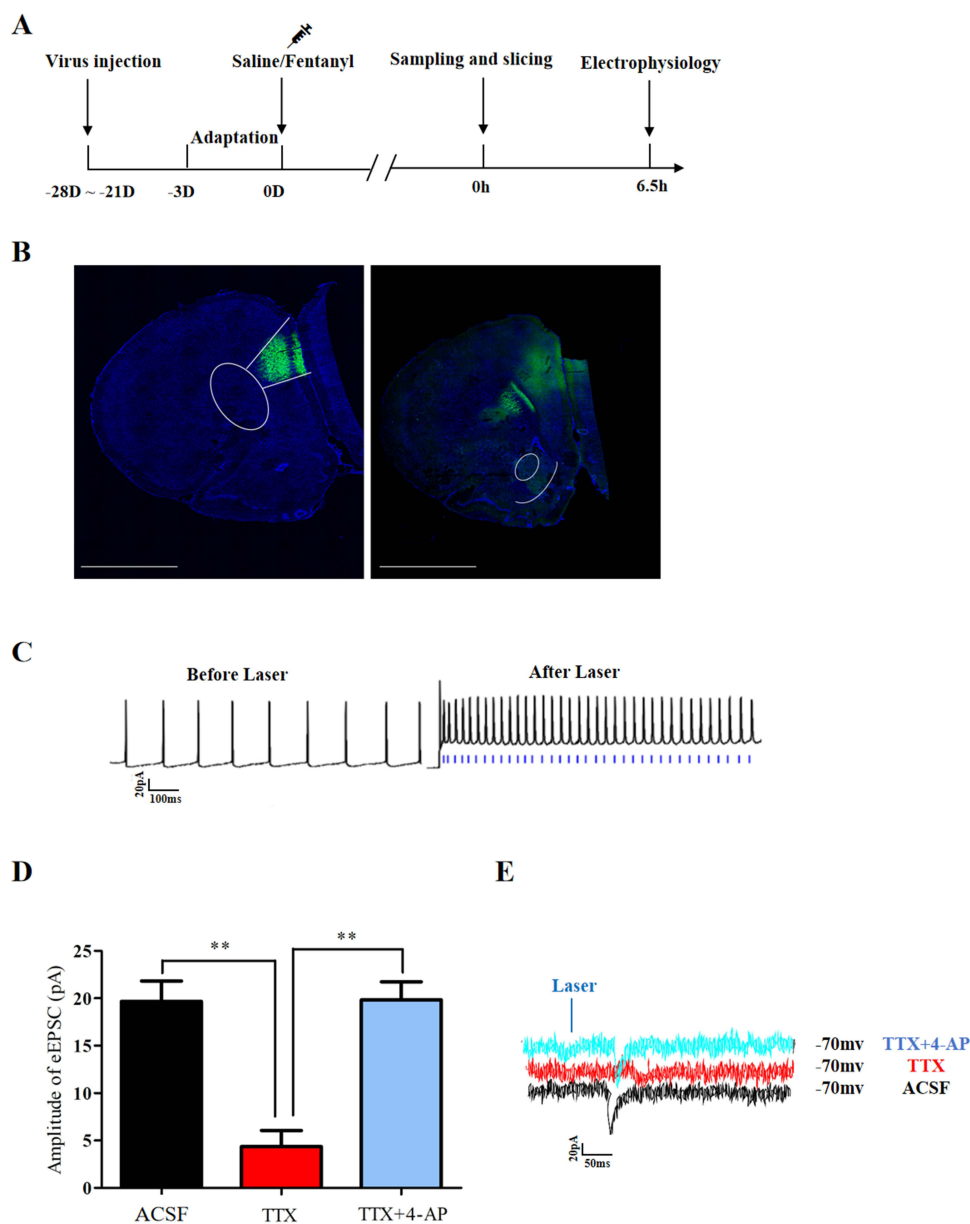 A
Virus injection
Saline/Fentanyl
Sampling and slicing
Electrophysiology
Adaptation
-28D ~ -21D
-3D
0D
0h
6.5h
B
C
Before Laser
After Laser
20pA
100ms
D
E
**
**
Amplitude of eEPSC (pA)
25
20
15
10
5
0
ACSF
TTX
TTX+4-AP
Laser
-70mv TTX+4-AP
-70mv TTX
-70mv ACSF
20pA
50ms